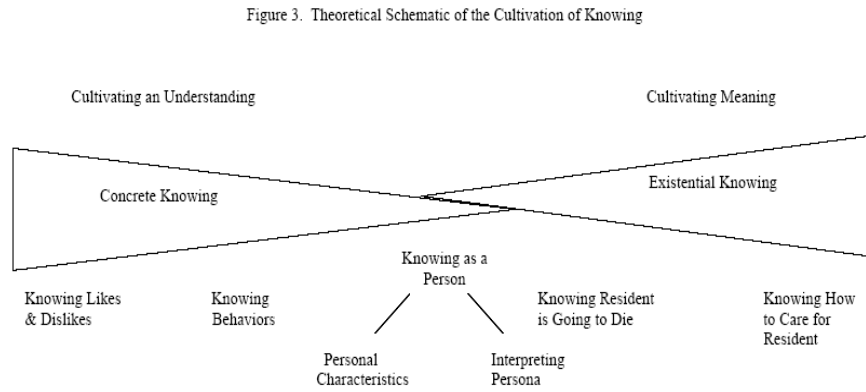 Figure 3. Theoretical Schematic of the Cultivation of Knowing
Cultivating an Understanding
Cultivating Meaning
Concrete Knowing
Existential Knowing
Knowing as a
Person
Knowing Likes
& Dislikes
Knowing
Behaviors
Knowing Resident
is Going to Die
Knowing How
to Care for
Resident
Personal
Characteristics
Interpreting
Persona